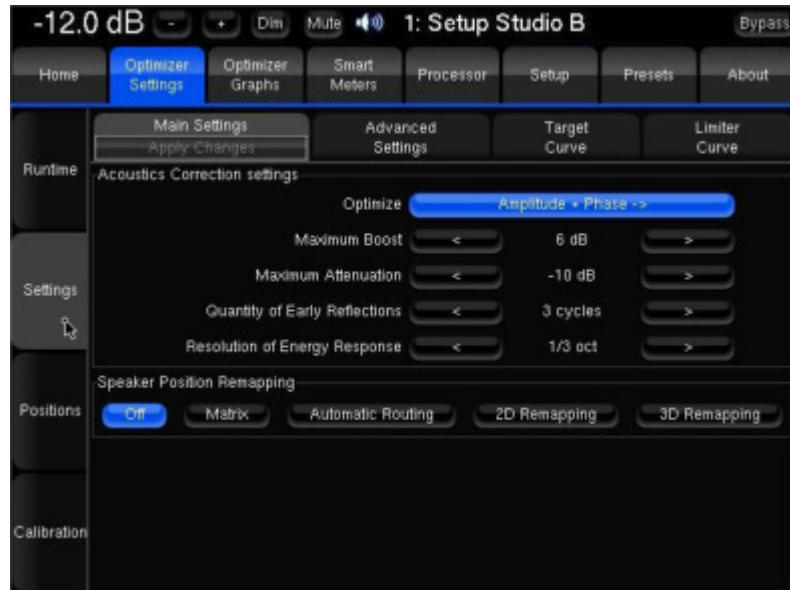 -12.0 dB - + Dim Mute 1: Setup Studio B Bypass
Home Optimizer Settings Optimizer Graphs Smart Meters Processor Setup Presets About
Main Settings Advanced Settings Target Curve Limiter Curve
Apply Changes
Runtime
Acoustics Correction settings
Optimize Amplitude + Phase ->
Maximum Boost < 6 dB >
Maximum Attenuation < -10 dB >
Settings
Quantity of Early Reflections < 3 cycles >
Resolution of Energy Response < 1/3 oct >
Speaker Position Remapping
Positions
Off Matrix Automatic Routing 2D Remapping 3D Remapping
Calibration